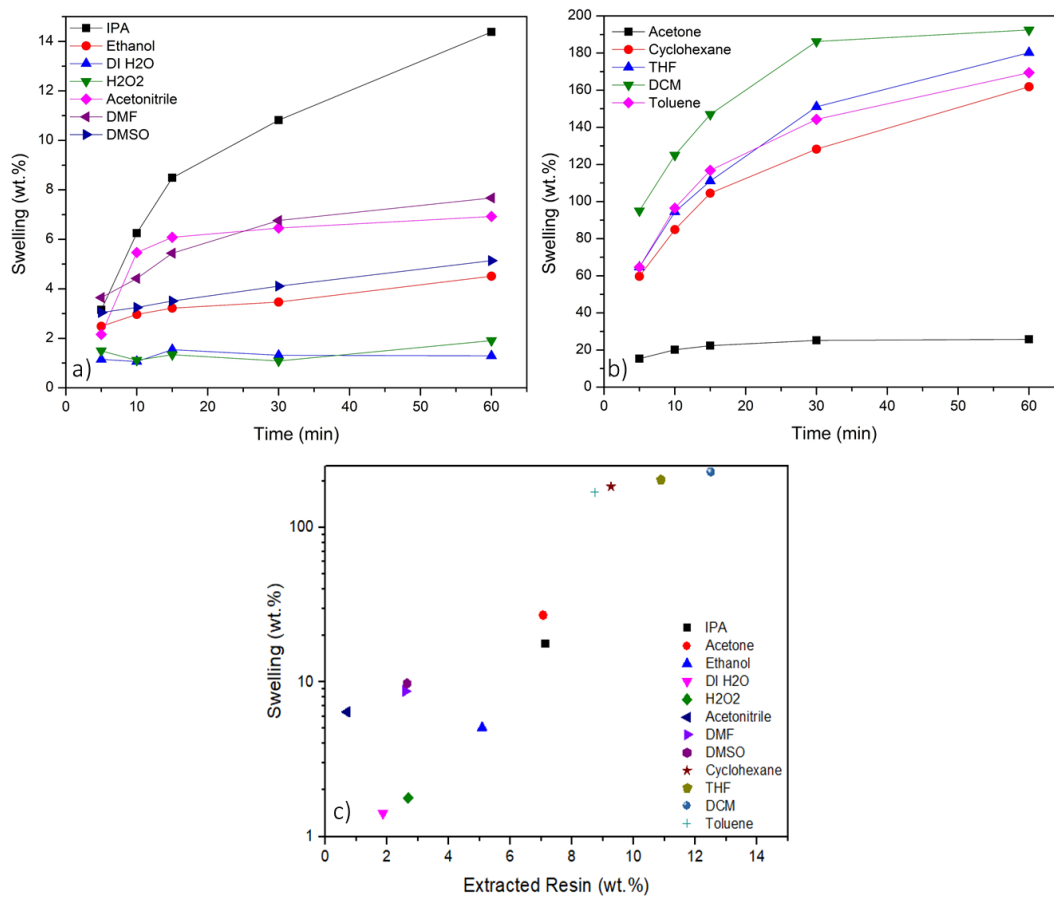 IPA
Ethanol
DI H2O
H2O2
Acetonitrile
DMF
DMSO
14
12
10
8
6
4
2
0
Swelling (wt.%)
a)
0 10 20 30 40 50 60
Time (min)
Acetone
Cyclohexane
THF
DCM
Toluene
200
180
160
140
120
100
80
60
40
20
0
Swelling (wt.%)
b)
0 10 20 30 40 50 60
Time (min)
100
10
1
Swelling (wt.%)
IPA
Acetone
Ethanol
DI H2O
H2O2
Acetonitrile
DMF
DMSO
Cyclohexane
THF
DCM
Toluene
c)
0 2 4 6 8 10 12 14
Extracted Resin (wt.%)